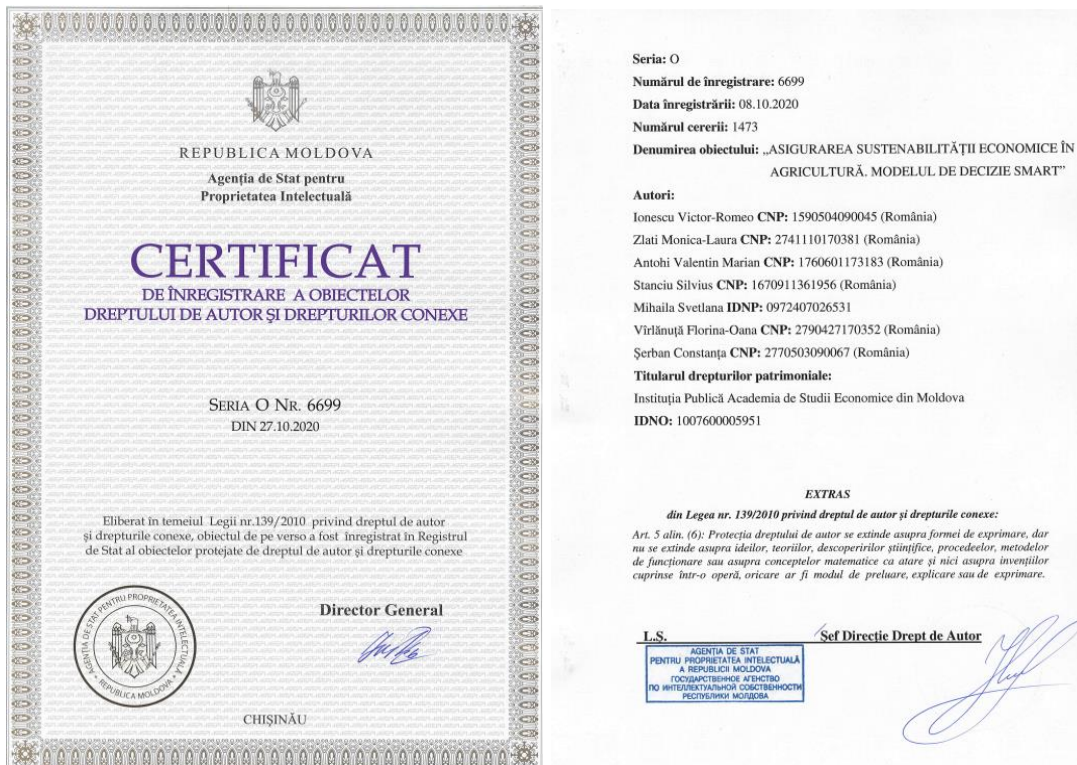 REPUBLICA MOLDOVA
Agenția de Stat pentru
Proprietatea Intelectuală
CERTIFICAT
DE ÎNREGISTRARE A OBIECTELOR
DREPTULUI DE AUTOR ȘI DREPTURILOR CONEXE
SERIA O NR. 6699
DIN 27.10.2020
Eliberat în temeiul Legii nr.139/2010 privind dreptul de autor
și drepturile conexe, obiectul de pe verso a fost înregistrat în Registrul
de Stat al obiectelor protejate de dreptul de autor și drepturile conexe
Director General
AGENȚIA DE STAT PENTRU PROPRIETATEA INTELECTUALĂ
REPUBLICA MOLDOVA
CHIȘINĂU
Seria: O
Numărul de înregistrare: 6699
Data înregistrării: 08.10.2020
Numărul cererii: 1473
Denumirea obiectului: „ASIGURAREA SUSTENABILITĂȚII ECONOMICE ÎN
AGRICULTURĂ. MODELUL DE DECIZIE SMART”
Autori:
Ionescu Victor-Romeo CNP: 1590504090045 (România)
Zlati Monica-Laura CNP: 2741110170381 (România)
Antohi Valentin Marian CNP: 1760601173183 (România)
Stanciu Silvius CNP: 1670911361956 (România)
Mihaila Svetlana IDNP: 0972407026531
Vîrlănuță Florina-Oana CNP: 2790427170352 (România)
Șerban Constanța CNP: 2770503090067 (România)
Titularul drepturilor patrimoniale:
Instituția Publică Academia de Studii Economice din Moldova
IDNO: 1007600005951
EXTRAS
din Legea nr. 139/2010 privind dreptul de autor și drepturile conexe:
Art. 5 alin. (6): Protecția dreptului de autor se extinde asupra formei de exprimare, dar
nu se extinde asupra ideilor, teoriilor, descoperirilor științifice, procedeelor, metodelor
de funcționare sau asupra conceptelor matematice ca atare și nici asupra invențiilor
cuprinse într-o operă, oricare ar fi modul de preluare, explicare sau de exprimare.
L.Ș. Șef Direcție Drept de Autor
AGENȚIA DE STAT
PENTRU PROPRIETATEA INTELECTUALĂ
A REPUBLICII MOLDOVA
ГОСУДАРСТВЕННОЕ АГЕНСТВО
ПО ИНТЕЛЛЕКТУАЛЬНОЙ СОБСТВЕННОСТИ
РЕСПУБЛИКИ МОЛДОВА